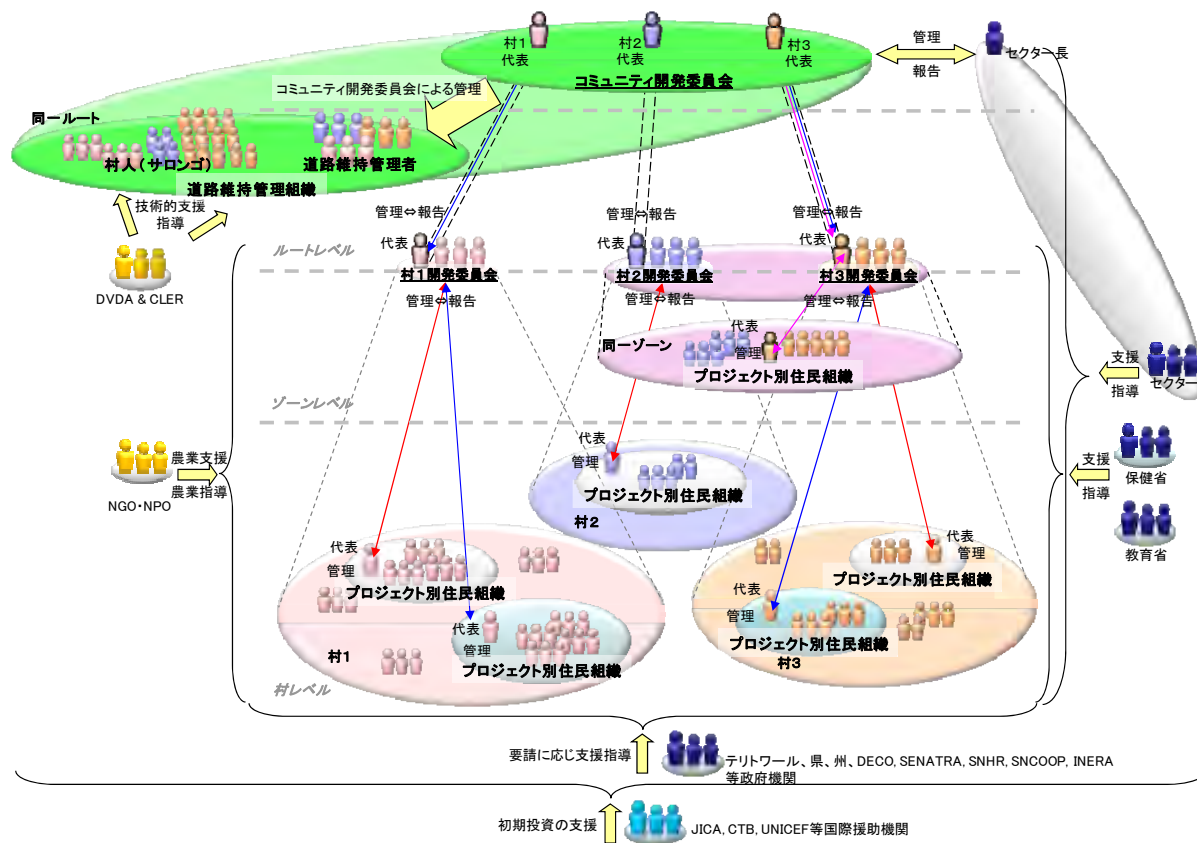 村1
代表
村2
代表
村3
代表
コミュニティ開発委員会
管理
報告
セクター長
コミュニティ開発委員会による管理
同一ルート
村人(サロンゴ)
道路維持管理者
道路維持管理組織
技術的支援
指導
DVDA & CLER
管理⇔報告
管理⇔報告
管理⇔報告
ルートレベル
代表
代表
代表
村1開発委員会
村2開発委員会
村3開発委員会
管理⇔報告
管理⇔報告
管理⇔報告
同一ゾーン
代表
管理
プロジェクト別住民組織
支援
指導
セクター
ゾーンレベル
農業支援
農業指導
NGO・NPO
代表
管理
プロジェクト別住民組織
村2
支援
指導
保健省
教育省
代表
管理
プロジェクト別住民組織
代表
管理
プロジェクト別住民組織
代表
管理
プロジェクト別住民組織
村1
代表
管理
プロジェクト別住民組織
村3
村レベル
要請に応じ支援指導
テリトワール、県、州、DECO, SENATRA, SNHR, SNCOOP, INERA
等政府機関
初期投資の支援
JICA, CTB, UNICEF等国際援助機関